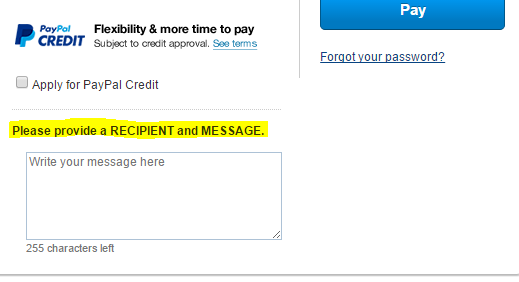 PayPal
CREDIT
Flexibility & more time to pay
Subject to credit approval. See terms
Pay
Forgot your password?
Apply for PayPal Credit
Please provide a RECIPIENT and MESSAGE.
Write your message here
255 characters left